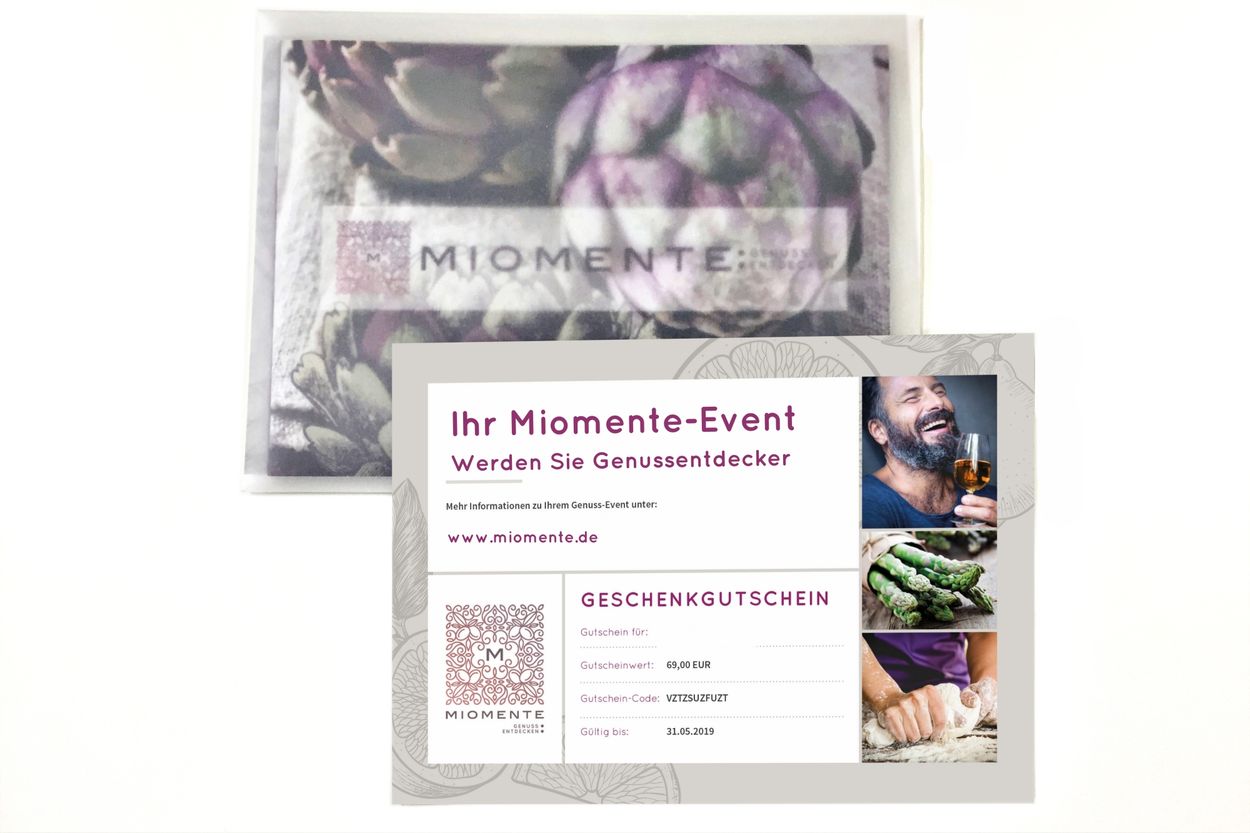 M
MIOMENTE
GENUSS
ENTDECKEN
Ihr Miomente-Event
Werden Sie Genussentdecker
Mehr Informationen zu Ihrem Genuss-Event unter:
www.miomente.de
M
MIOMENTE
GENUSS
ENTDECKEN
GESCHENKGUTSCHEIN
Gutschein für:
Gutscheinwert: 69,00 EUR
Gutschein-Code: VZTZSUZFUZT
Gültig bis: 31.05.2019